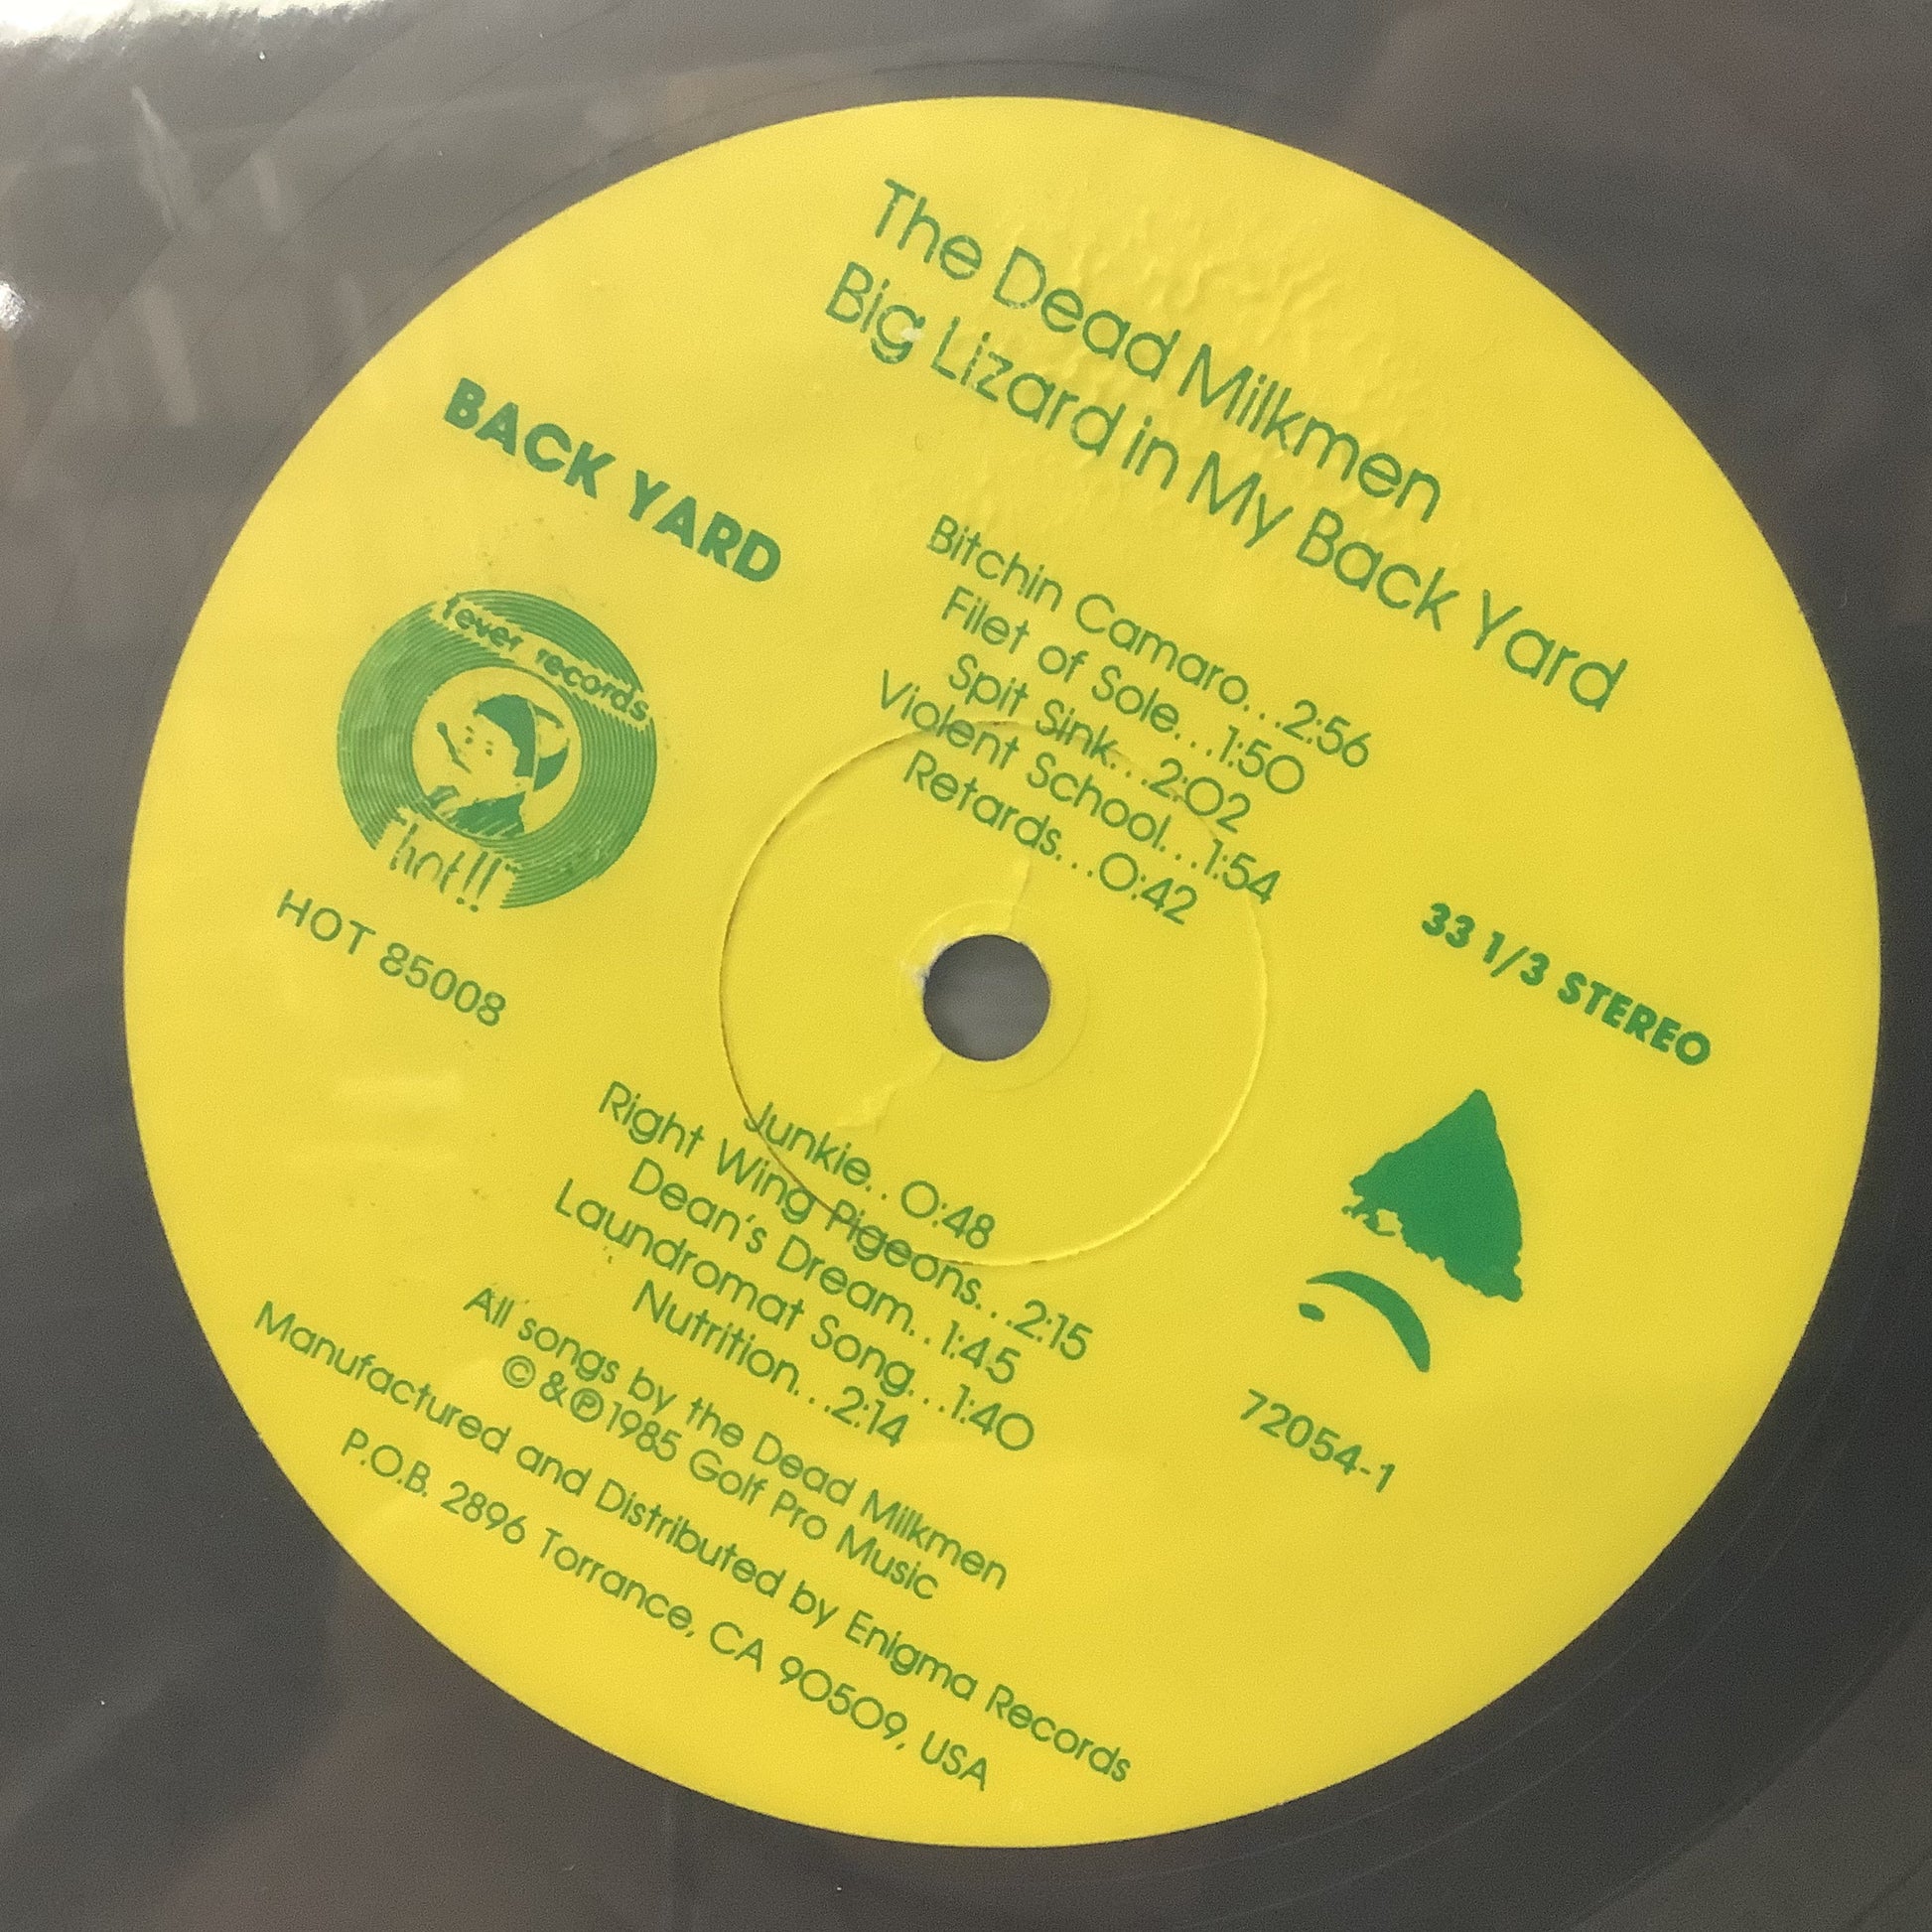 The Dead Milkmen
Big Lizard in My Back Yard
BACK YARD
Bitchin Camaro...2:56
Filet of Sole...1:50
Spit Sink...2:02
Violent School...1:54
Retards...0:42
fever records
"hot!!"
HOT 85008
33 1/3 STEREO
72054-1
Junkie..0:48
Right Wing Pigeons...2:15
Dean's Dream..1:45
Laundromat Song...1:40
Nutrition...2:14
All songs by the Dead Milkmen
©&℗1985 Golf Pro Music
Manufactured and Distributed by Enigma Records
P.O.B. 2896 Torrance, CA 90509, USA